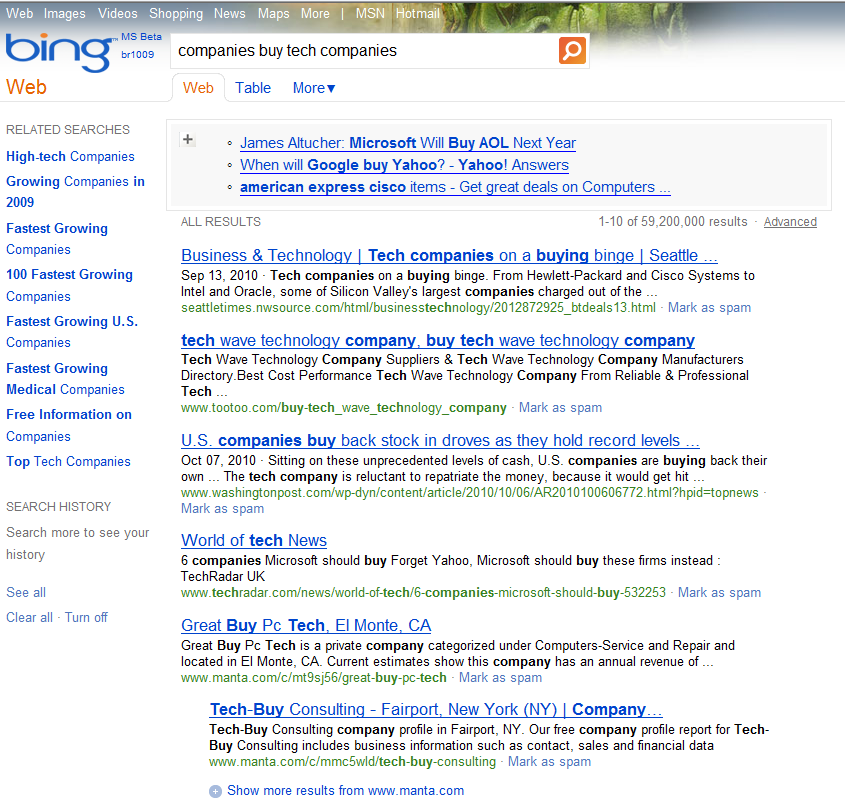 Web Images Videos Shopping News Maps More | MSN Hotmail
bing™ MS Beta
br1009
companies buy tech companies
Web
Web Table More▼
RELATED SEARCHES
High-tech Companies
Growing Companies in
2009
Fastest Growing
Companies
100 Fastest Growing
Companies
Fastest Growing U.S.
Companies
Fastest Growing
Medical Companies
Free Information on
Companies
Top Tech Companies
SEARCH HISTORY
Search more to see your
history
See all
Clear all · Turn off
+
◦ James Altucher: Microsoft Will Buy AOL Next Year
◦ When will Google buy Yahoo? - Yahoo! Answers
◦ american express cisco items - Get great deals on Computers ...
ALL RESULTS 1-10 of 59,200,000 results · Advanced
Business & Technology | Tech companies on a buying binge | Seattle ...
Sep 13, 2010 · Tech companies on a buying binge. From Hewlett-Packard and Cisco Systems to
Intel and Oracle, some of Silicon Valley's largest companies charged out of the ...
seattletimes.nwsource.com/html/businesstechnology/2012872925_btdeals13.html · Mark as spam
tech wave technology company, buy tech wave technology company
Tech Wave Technology Company Suppliers & Tech Wave Technology Company Manufacturers
Directory.Best Cost Performance Tech Wave Technology Company From Reliable & Professional
Tech ...
www.tootoo.com/buy-tech_wave_technology_company · Mark as spam
U.S. companies buy back stock in droves as they hold record levels ...
Oct 07, 2010 · Sitting on these unprecedented levels of cash, U.S. companies are buying back their
own ... The tech company is reluctant to repatriate the money, because it would get hit ...
www.washingtonpost.com/wp-dyn/content/article/2010/10/06/AR2010100606772.html?hpid=topnews ·
Mark as spam
World of tech News
6 companies Microsoft should buy Forget Yahoo, Microsoft should buy these firms instead :
TechRadar UK
www.techradar.com/news/world-of-tech/6-companies-microsoft-should-buy-532253 · Mark as spam
Great Buy Pc Tech, El Monte, CA
Great Buy Pc Tech is a private company categorized under Computers-Service and Repair and
located in El Monte, CA. Current estimates show this company has an annual revenue of ...
www.manta.com/c/mt9sj56/great-buy-pc-tech · Mark as spam
Tech-Buy Consulting - Fairport, New York (NY) | Company...
Tech-Buy Consulting company profile in Fairport, NY. Our free company profile report for Tech-
Buy Consulting includes business information such as contact, sales and financial data
www.manta.com/c/mmc5wld/tech-buy-consulting · Mark as spam
+ Show more results from www.manta.com